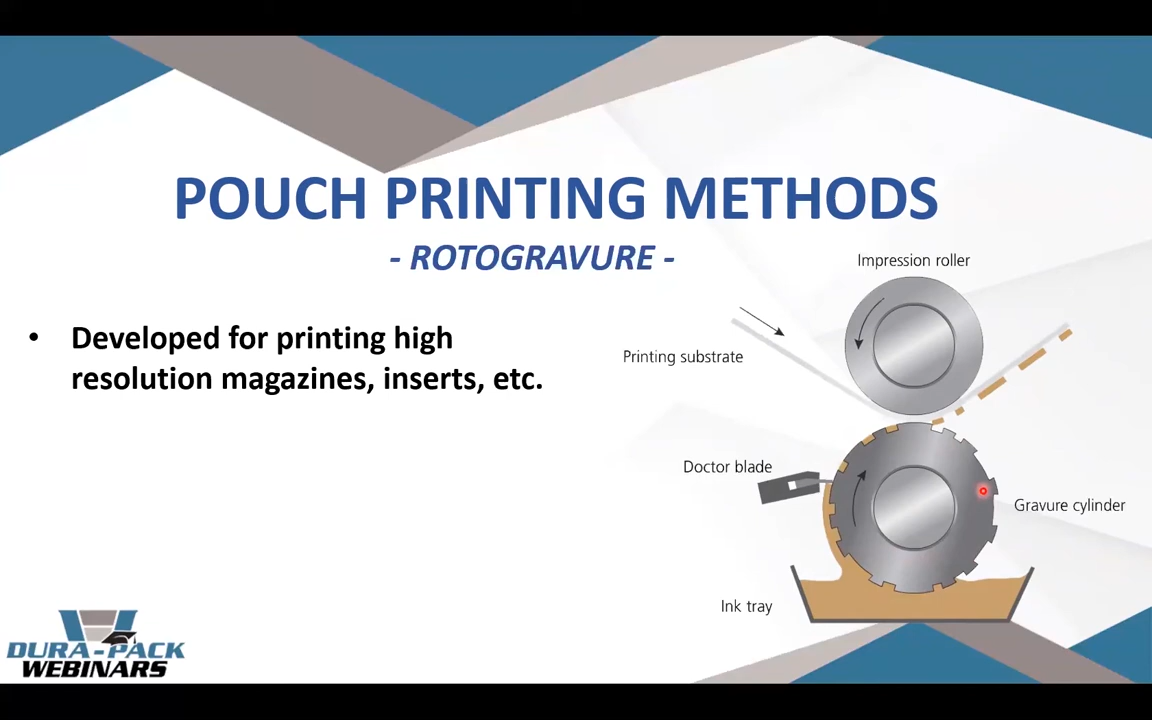 POUCH PRINTING METHODS
- ROTOGRAVURE -
• Developed for printing high
resolution magazines, inserts, etc.
Impression roller
Printing substrate
Doctor blade
Gravure cylinder
Ink tray
DURA-PACK
WEBINARS